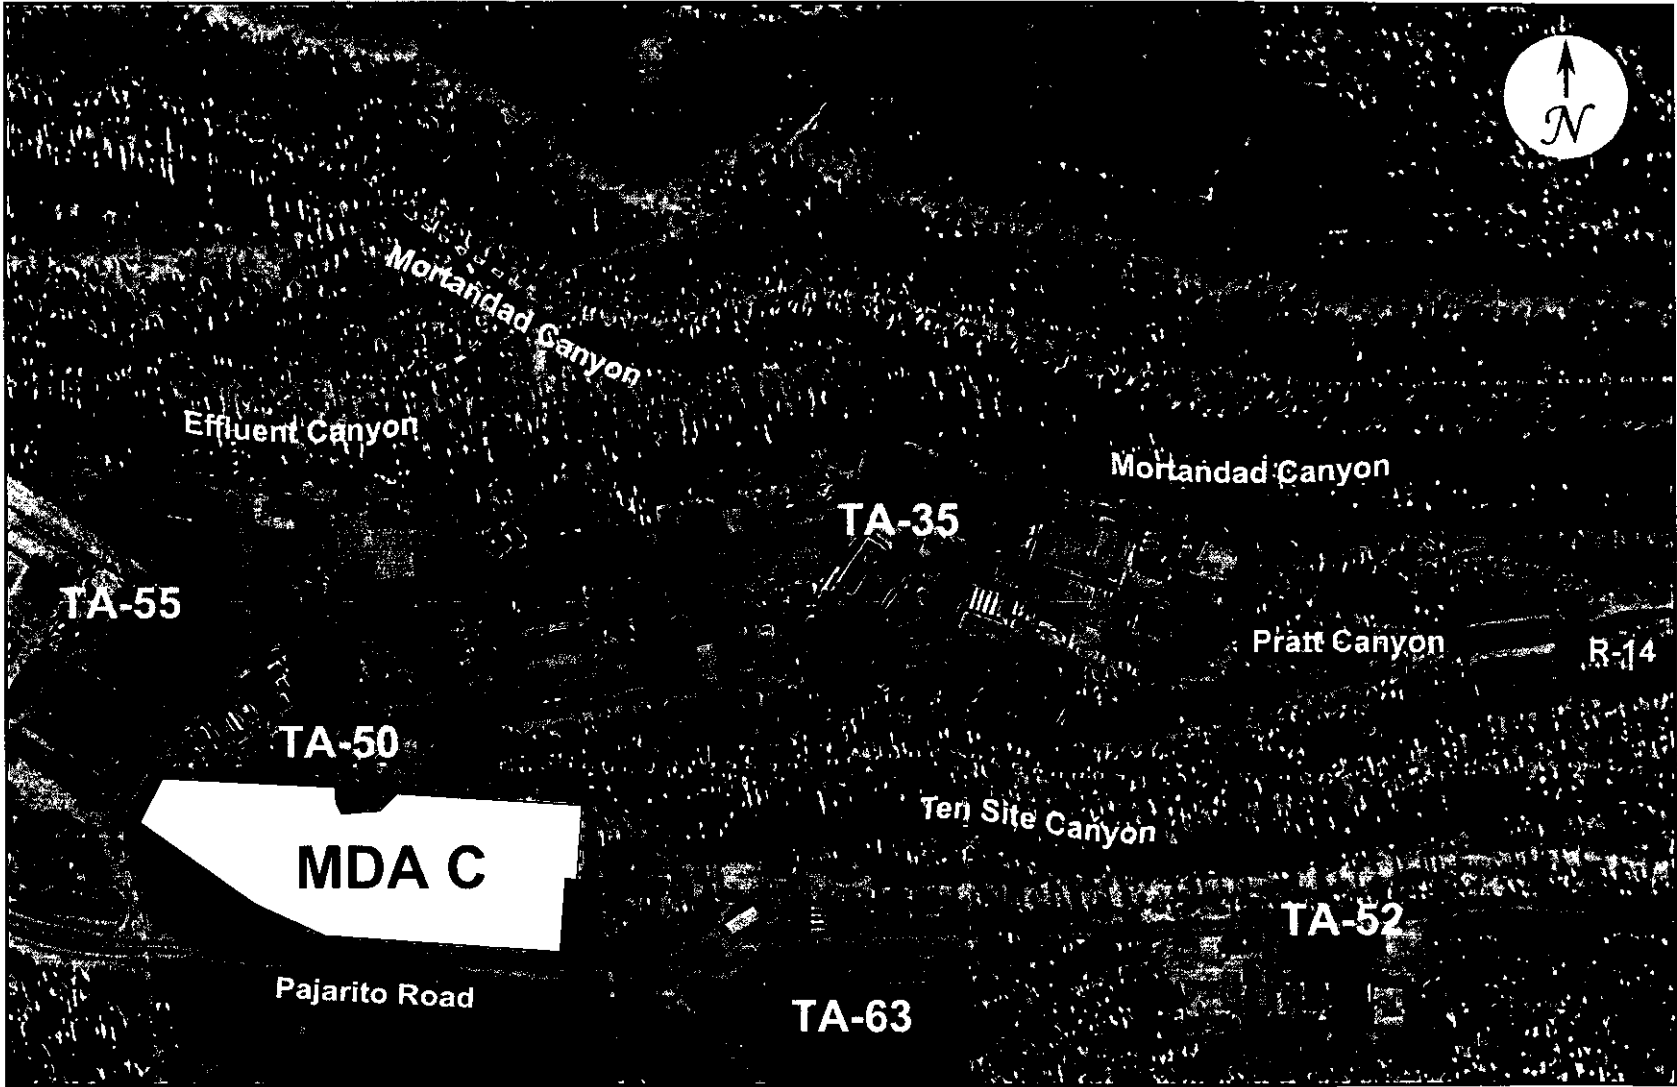 N
Mortandad Canyon
Effluent Canyon
Mortandad Canyon
TA-35
TA-55
Pratt Canyon
R-14
TA-50
Ten Site Canyon
MDA C
TA-52
Pajarito Road
TA-63